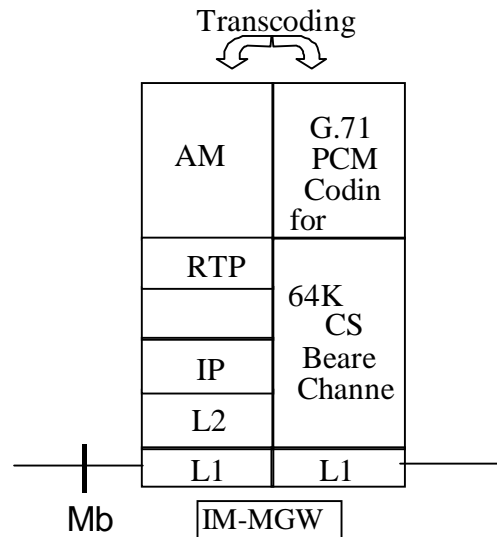 Transcoding
AM
G.71
PCM
Codin
for
RTP
64K
CS
Beare
Channe
IP
L2
L1
L1
Mb
IM-MGW